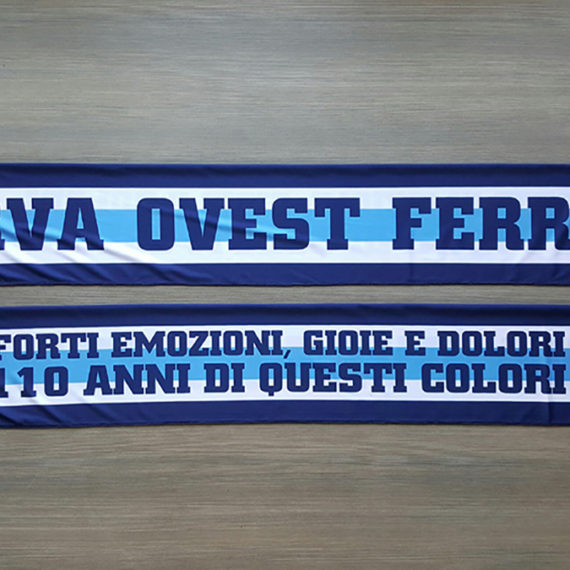 VA OVEST FERR
FORTI EMOZIONI, GIOIE E DOLORI
110 ANNI DI QUESTI COLORI